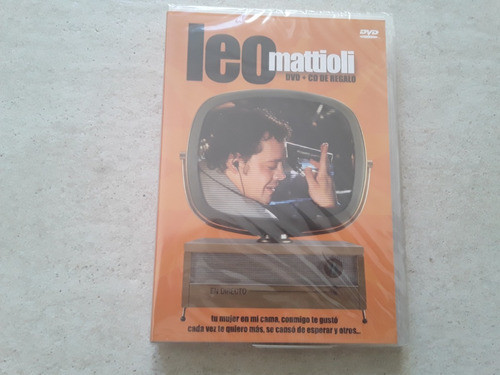 leo
mattioli
DVD
DVD + CD DE REGALO
EN DIRECTO
tu mujer en mi cama, conmigo te gustó
cada vez te quiero más, se cansó de esperar y otros...